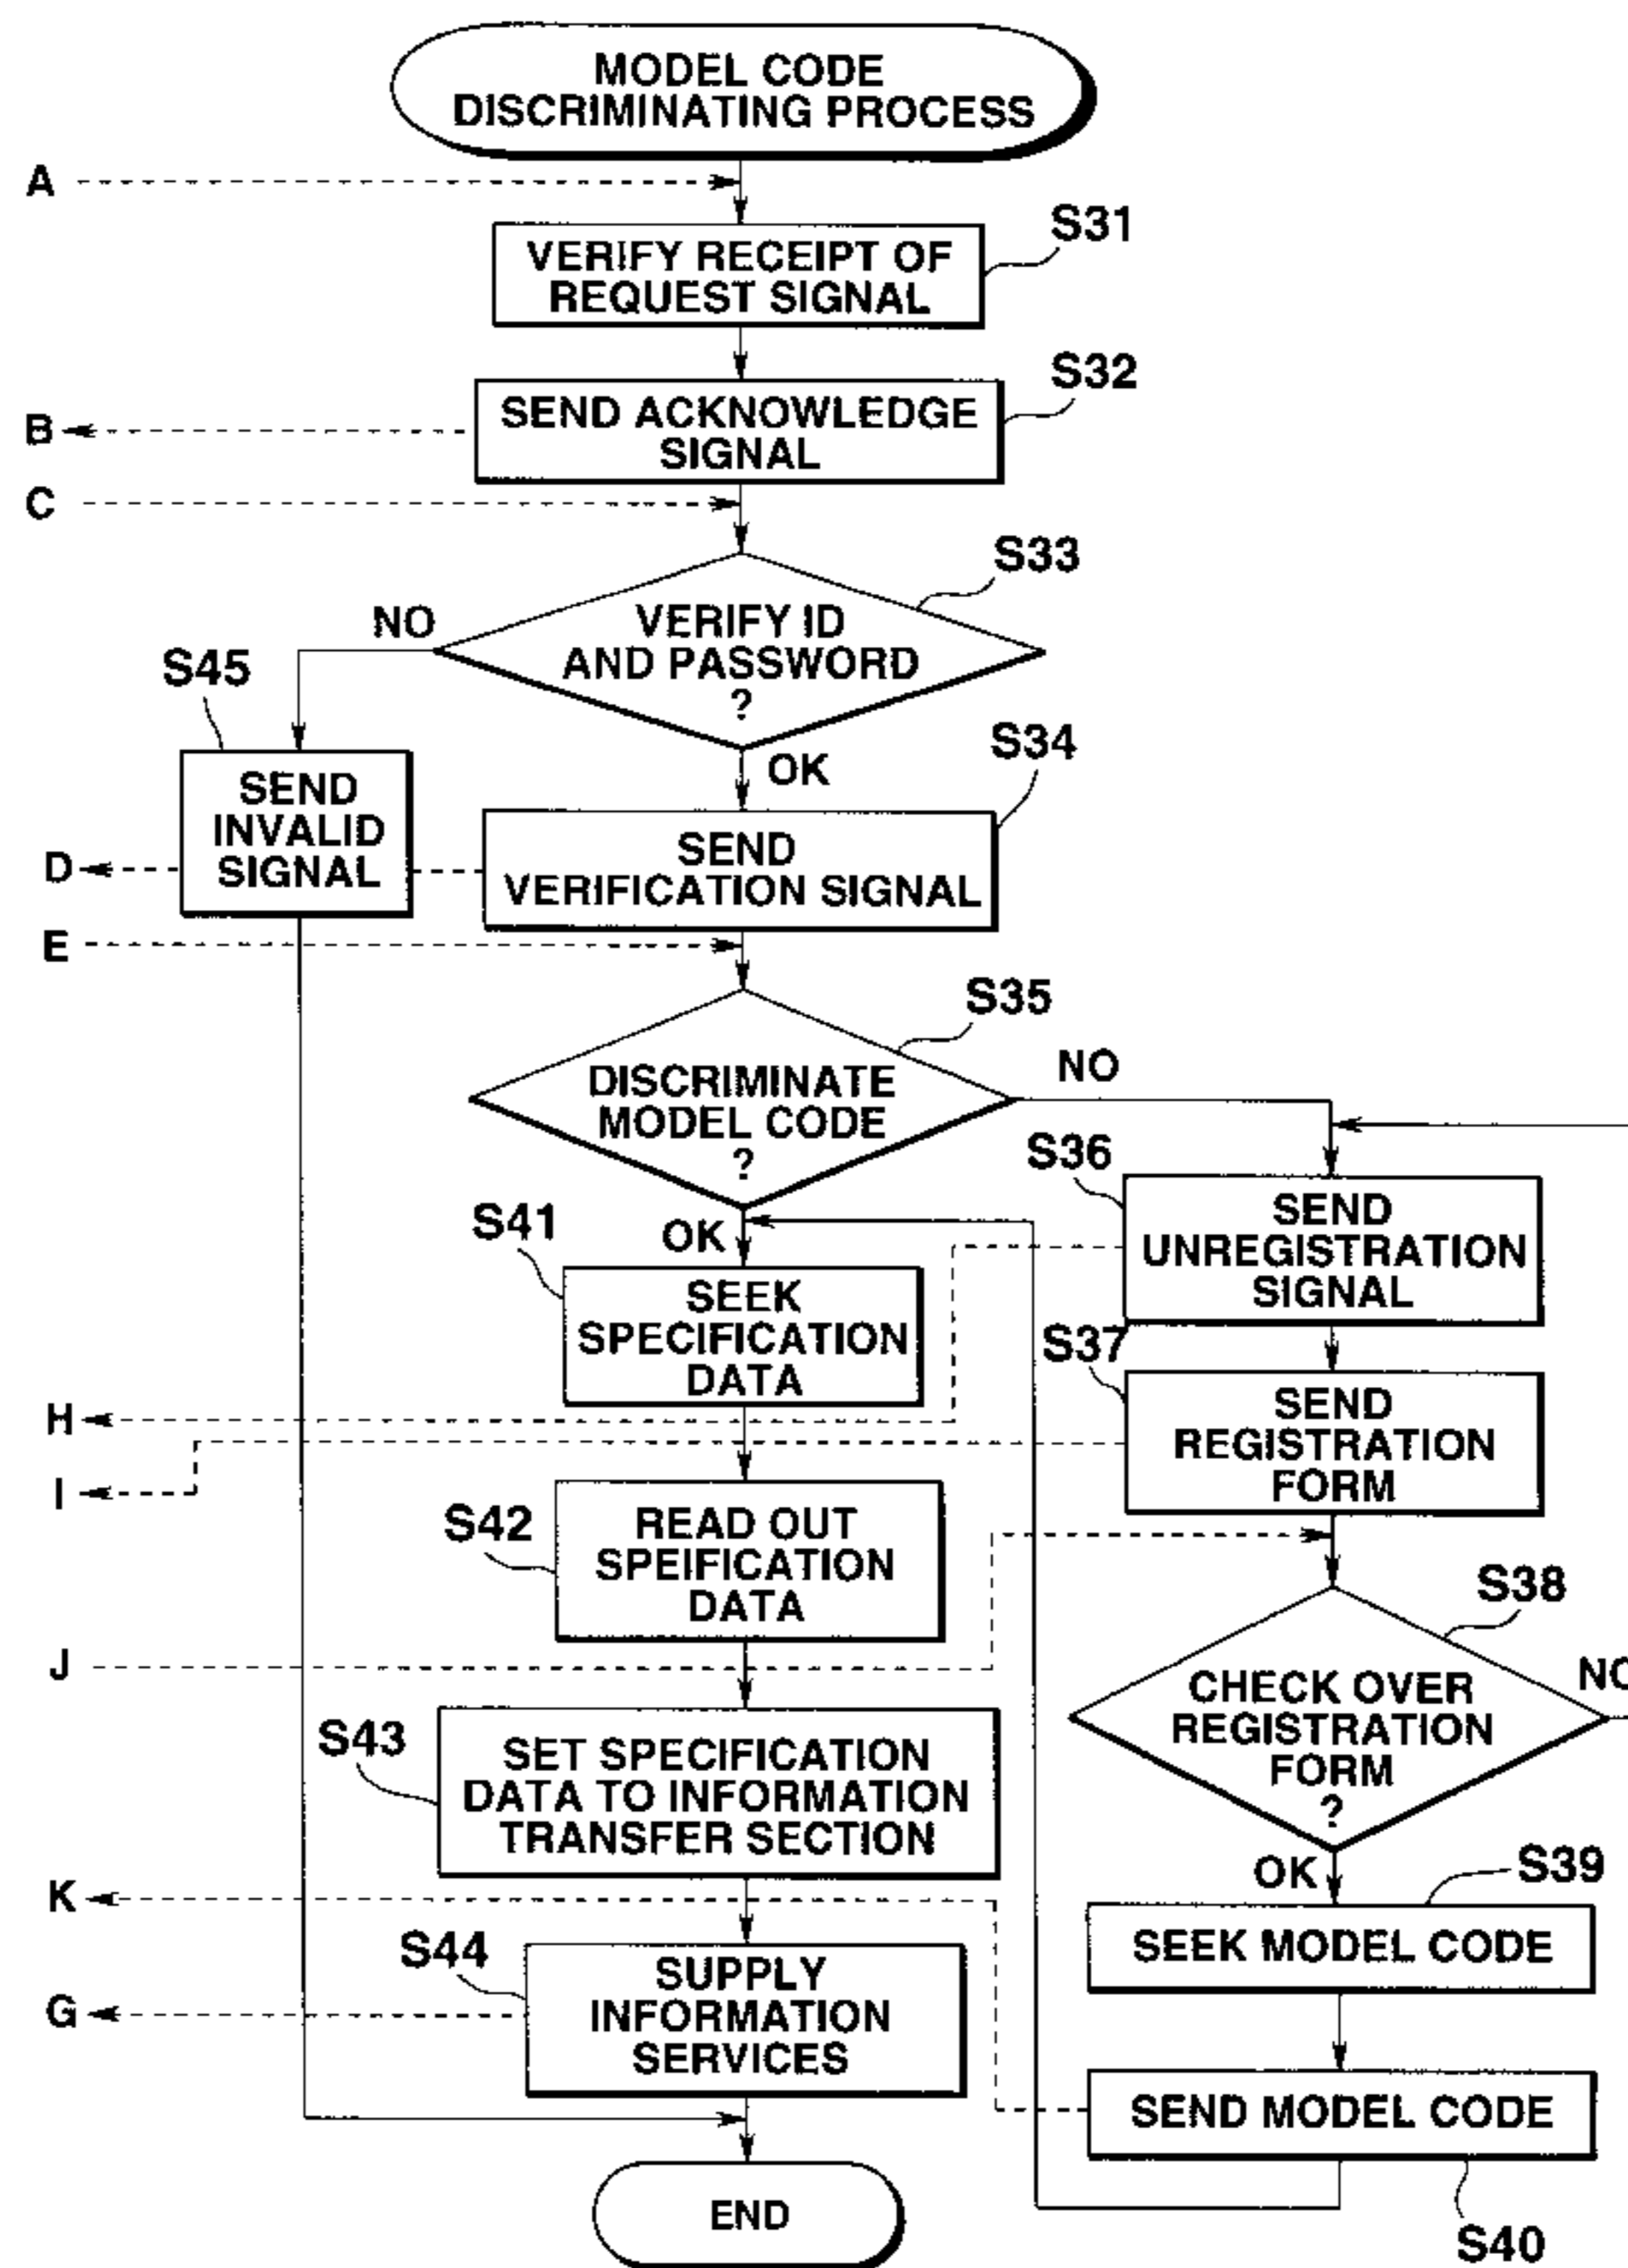 MODEL CODE
DISCRIMINATING PROCESS
A
S31
VERIFY RECEIPT OF
REQUEST SIGNAL
S32
SEND ACKNOWLEDGE
SIGNAL
B
C
S33
VERIFY ID
AND PASSWORD
?
NO
S45
OK
S34
SEND
INVALID
SIGNAL
SEND
VERIFICATION SIGNAL
D
E
S35
DISCRIMINATE
MODEL CODE
?
NO
S36
SEND
UNREGISTRATION
SIGNAL
S41
OK
SEEK
SPECIFICATION
DATA
S37
SEND
REGISTRATION
FORM
H
I
S42
READ OUT
SPEIFICATION
DATA
S38
J
CHECK OVER
REGISTRATION
FORM
?
NO
S43
SET SPECIFICATION
DATA TO INFORMATION
TRANSFER SECTION
OK
S39
K
SEEK MODEL CODE
S44
SUPPLY
INFORMATION
SERVICES
G
SEND MODEL CODE
S40
END